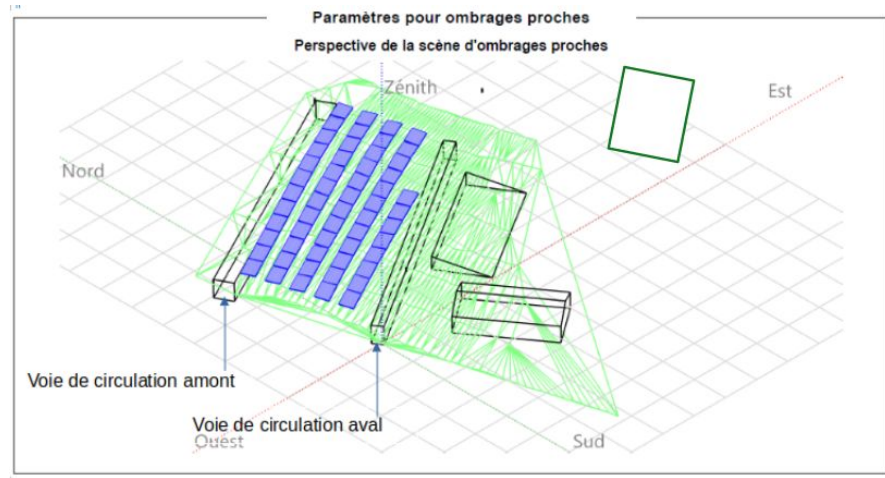 Paramètres pour ombrages proches
Perspective de la scène d'ombrages proches
Zénith
Est
Nord
Voie de circulation amont
Voie de circulation aval
Ouest
Sud